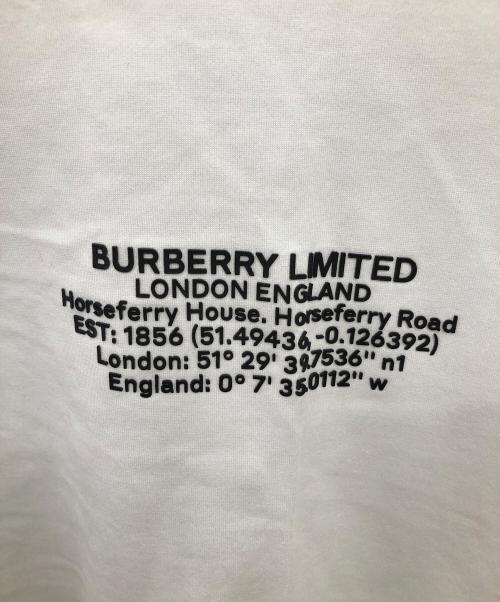 BURBERRY LIMITED
LONDON ENGLAND
Horseferry House. Horseferry Road
EST: 1856 (51.49436,-0.126392)
London: 51° 29' 39.7536" n1
England: 0° 7' 35.0112" w